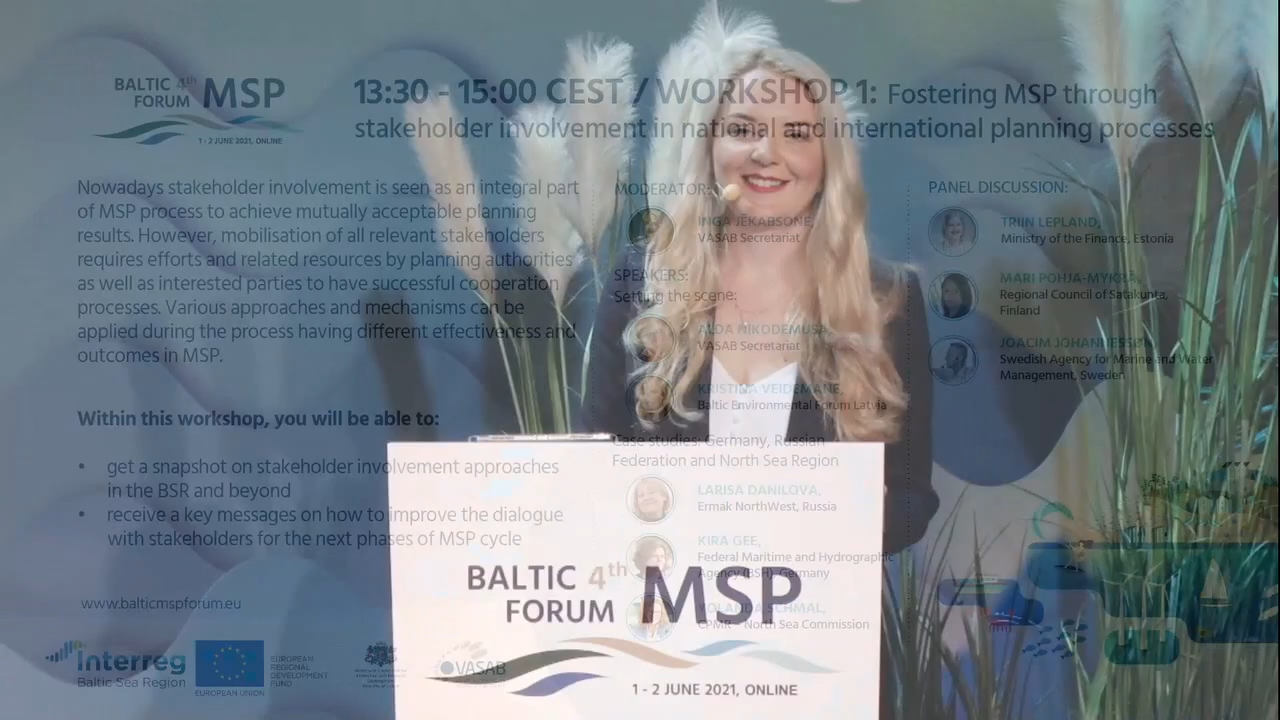 BALTIC 4th
FORUM MSP
1 - 2 JUNE 2021, ONLINE
13:30 - 15:00 CEST / WORKSHOP 1: Fostering MSP through
stakeholder involvement in national and international planning processes
Nowadays stakeholder involvement is seen as an integral part
of MSP process to achieve mutually acceptable planning
results. However, mobilisation of all relevant stakeholders
requires efforts and related resources by planning authorities
as well as interested parties to have successful cooperation
processes. Various approaches and mechanisms can be
applied during the process having different effectiveness and
outcomes in MSP.
Within this workshop, you will be able to:
• get a snapshot on stakeholder involvement approaches
in the BSR and beyond
• receive a key messages on how to improve the dialogue
with stakeholders for the next phases of MSP cycle
www.balticmspforum.eu
Interreg
Baltic Sea Region
EUROPEAN UNION
EUROPEAN
REGIONAL
DEVELOPMENT
FUND
VASAB
MODERATOR:
INGA JĒKABSONE,
VASAB Secretariat
SPEAKERS:
Setting the scene:
ALDA NIKODEMUSA
VASAB Secretariat
KRISTINA VEIDEMANE,
Baltic Environmental Forum Latvia
Case studies: Germany, Russian
Federation and North Sea Region
LARISA DANILOVA,
Ermak NorthWest, Russia
KIRA GEE,
Federal Maritime and Hydrographic
Agency (BSH), Germany
YOLANDA SCHMAL,
CPMR - North Sea Commission
PANEL DISCUSSION:
TRIIN LEPLAND,
Ministry of the Finance, Estonia
MARI POHJA-MYKRÄ,
Regional Council of Satakunta,
Finland
JOACIM JOHANNESSON,
Swedish Agency for Marine and Water
Management, Sweden
BALTIC 4th
FORUM MSP
1 - 2 JUNE 2021, ONLINE